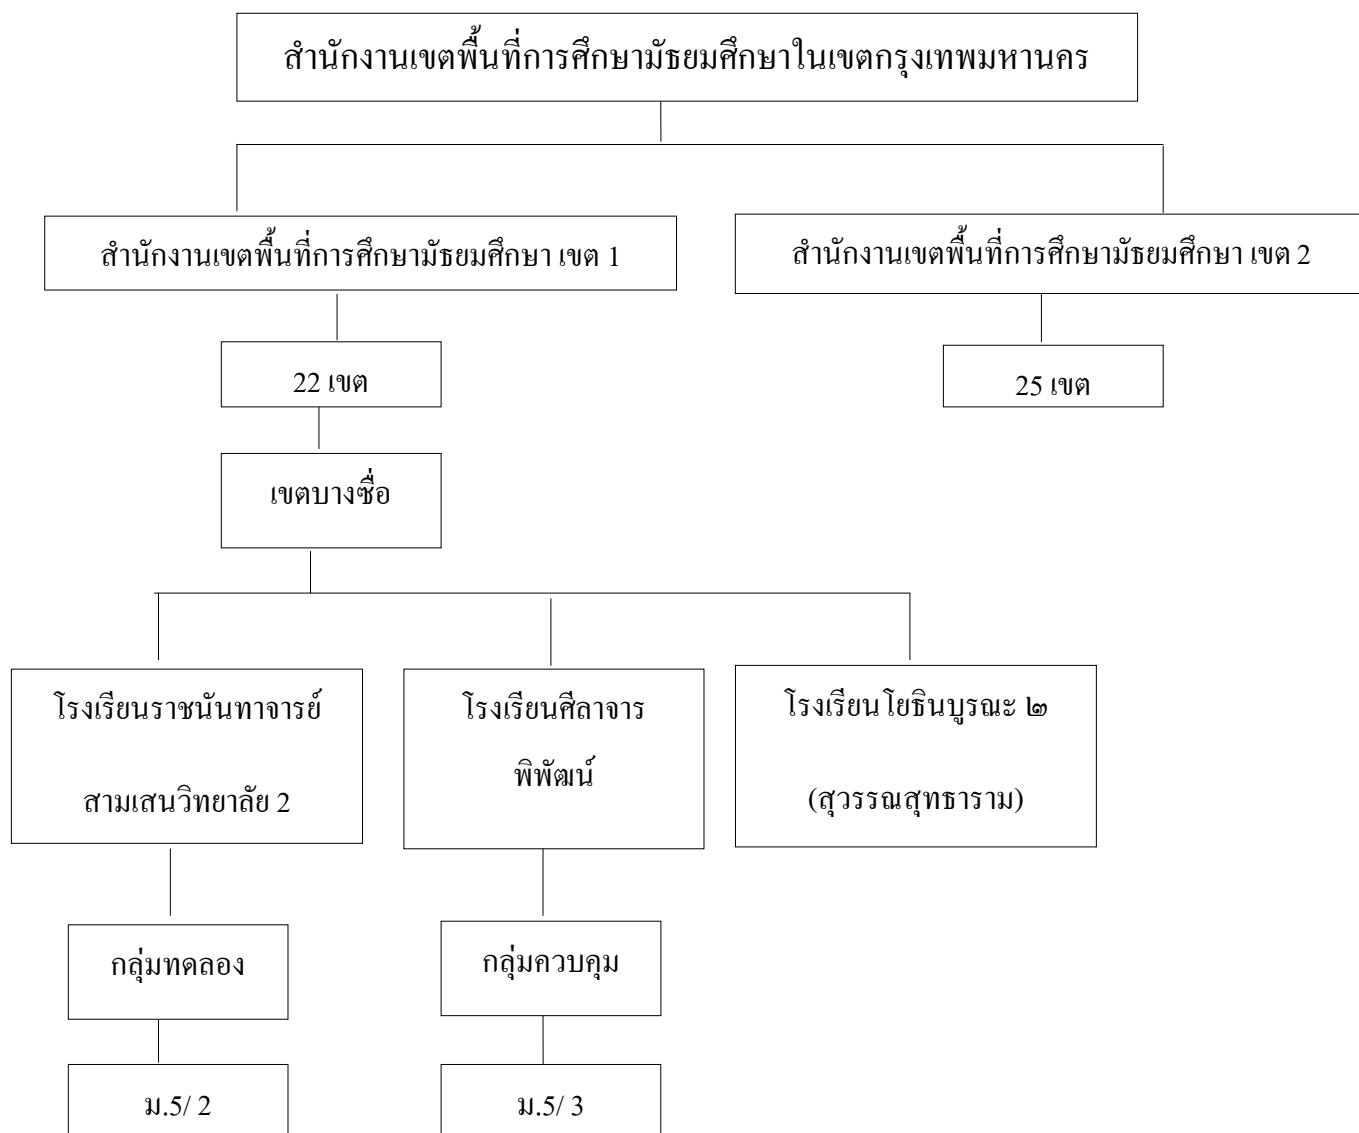 สำนักงานเขตพื้นที่การศึกษามัธยมศึกษาในเขตกรุงเทพมหานคร
สำนักงานเขตพื้นที่การศึกษามัธยมศึกษา เขต 1
สำนักงานเขตพื้นที่การศึกษามัธยมศึกษา เขต 2
22 เขต
25 เขต
เขตบางซื่อ
โรงเรียนราชนันทาจารย์
สามเสนวิทยาลัย 2
โรงเรียนศีลาจาร
พิพัฒน์
โรงเรียนโยธินบูรณะ ๒
(สุวรรณสุทธาราม)
กลุ่มทดลอง
กลุ่มควบคุม
ม.5/ 2
ม.5/ 3